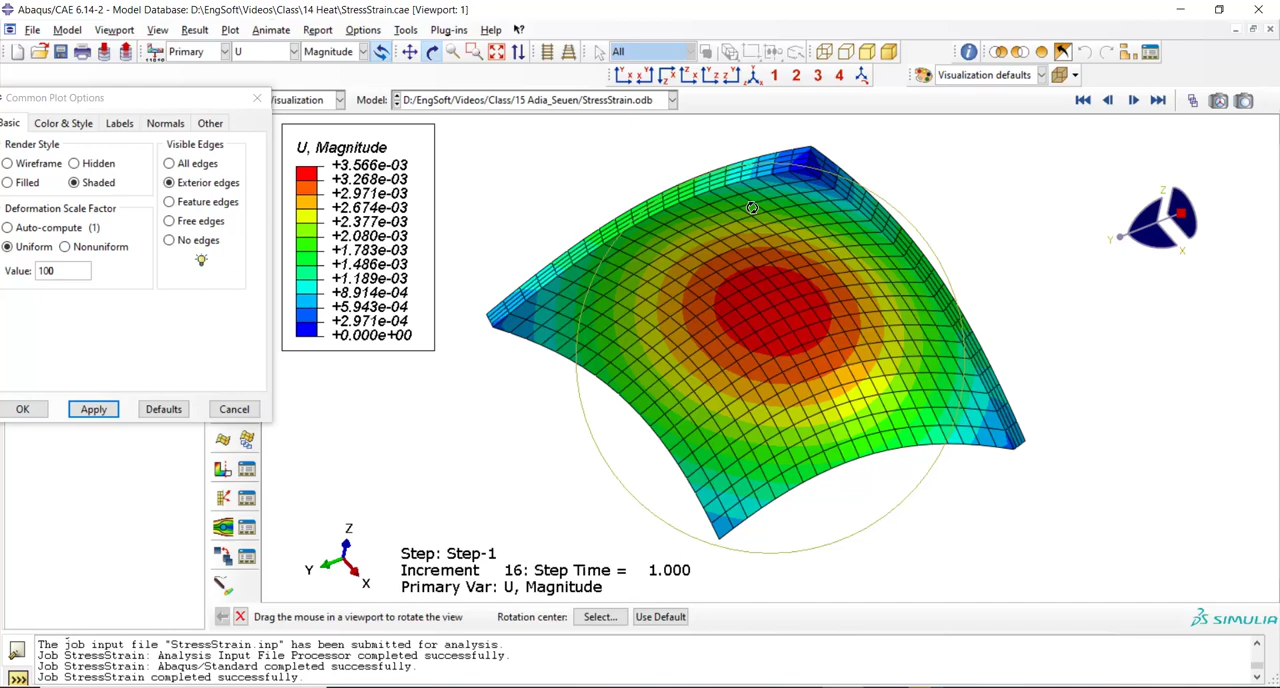 Abaqus/CAE 6.14-2 - Model Database: D:\EngSoft\Videos\Class\14 Heat\StressStrain.cae [Viewport: 1]
File Model Viewport View Result Plot Animate Report Options Tools Plug-ins Help
Primary U Magnitude All
1 2 3 4 Visualization defaults
Common Plot Options
isualization Model: D:/EngSoft/Videos/Class/15 Adia_Seuen/StressStrain.odb
Basic Color & Style Labels Normals Other
Render Style
Wireframe Hidden
Filled Shaded
Deformation Scale Factor
Auto-compute (1)
Uniform Nonuniform
Value: 100
Visible Edges
All edges
Exterior edges
Feature edges
Free edges
No edges
OK Apply Defaults Cancel
U, Magnitude
+3.566e-03
+3.268e-03
+2.971e-03
+2.674e-03
+2.377e-03
+2.080e-03
+1.783e-03
+1.486e-03
+1.189e-03
+8.914e-04
+5.943e-04
+2.971e-04
+0.000e+00
Z
Y
X
Z
Y
X
Step: Step-1
Increment 16: Step Time = 1.000
Primary Var: U, Magnitude
Drag the mouse in a viewport to rotate the view Rotation center: Select... Use Default
SIMULIA
The job input file "StressStrain.inp" has been submitted for analysis.
Job StressStrain: Analysis Input File Processor completed successfully.
Job StressStrain: Abaqus/Standard completed successfully.
Job StressStrain completed successfully.
>>>